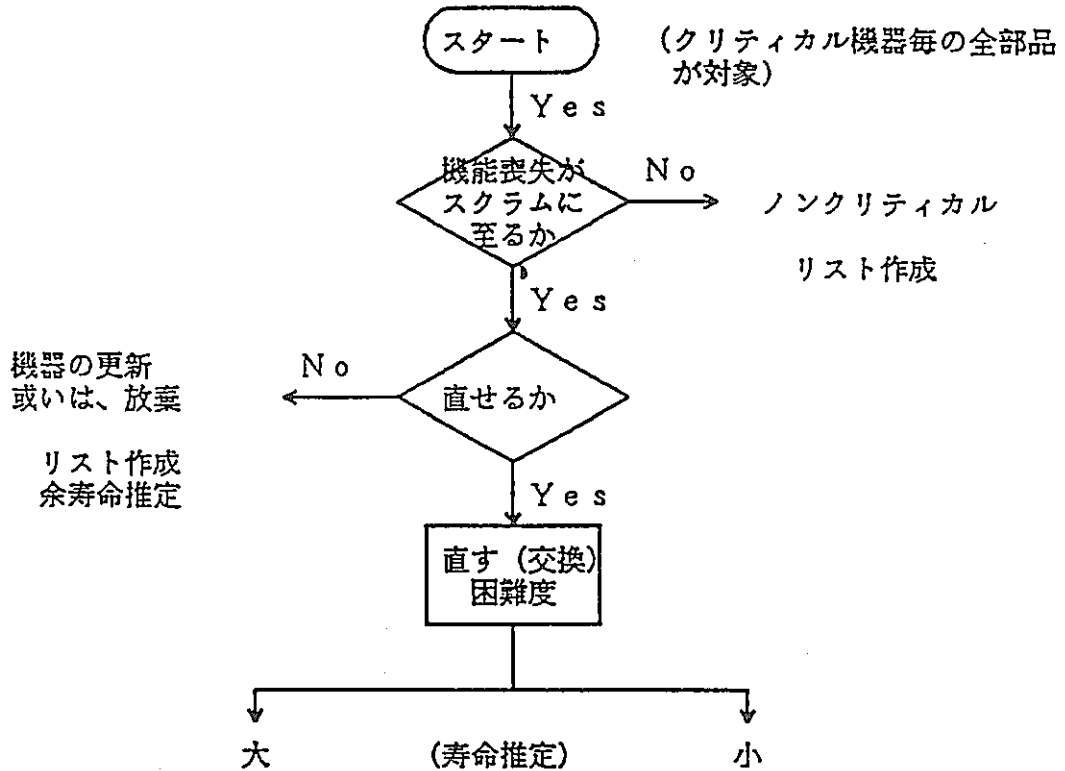 スタート
(クリティカル機器毎の全部品
が対象)
Yes
機能喪失が
スクラムに
至るか
No
ノンクリティカル
リスト作成
Yes
機器の更新
或いは、放棄
No
直せるか
リスト作成
余寿命推定
Yes
直す(交換)
困難度
大
(寿命推定)
小